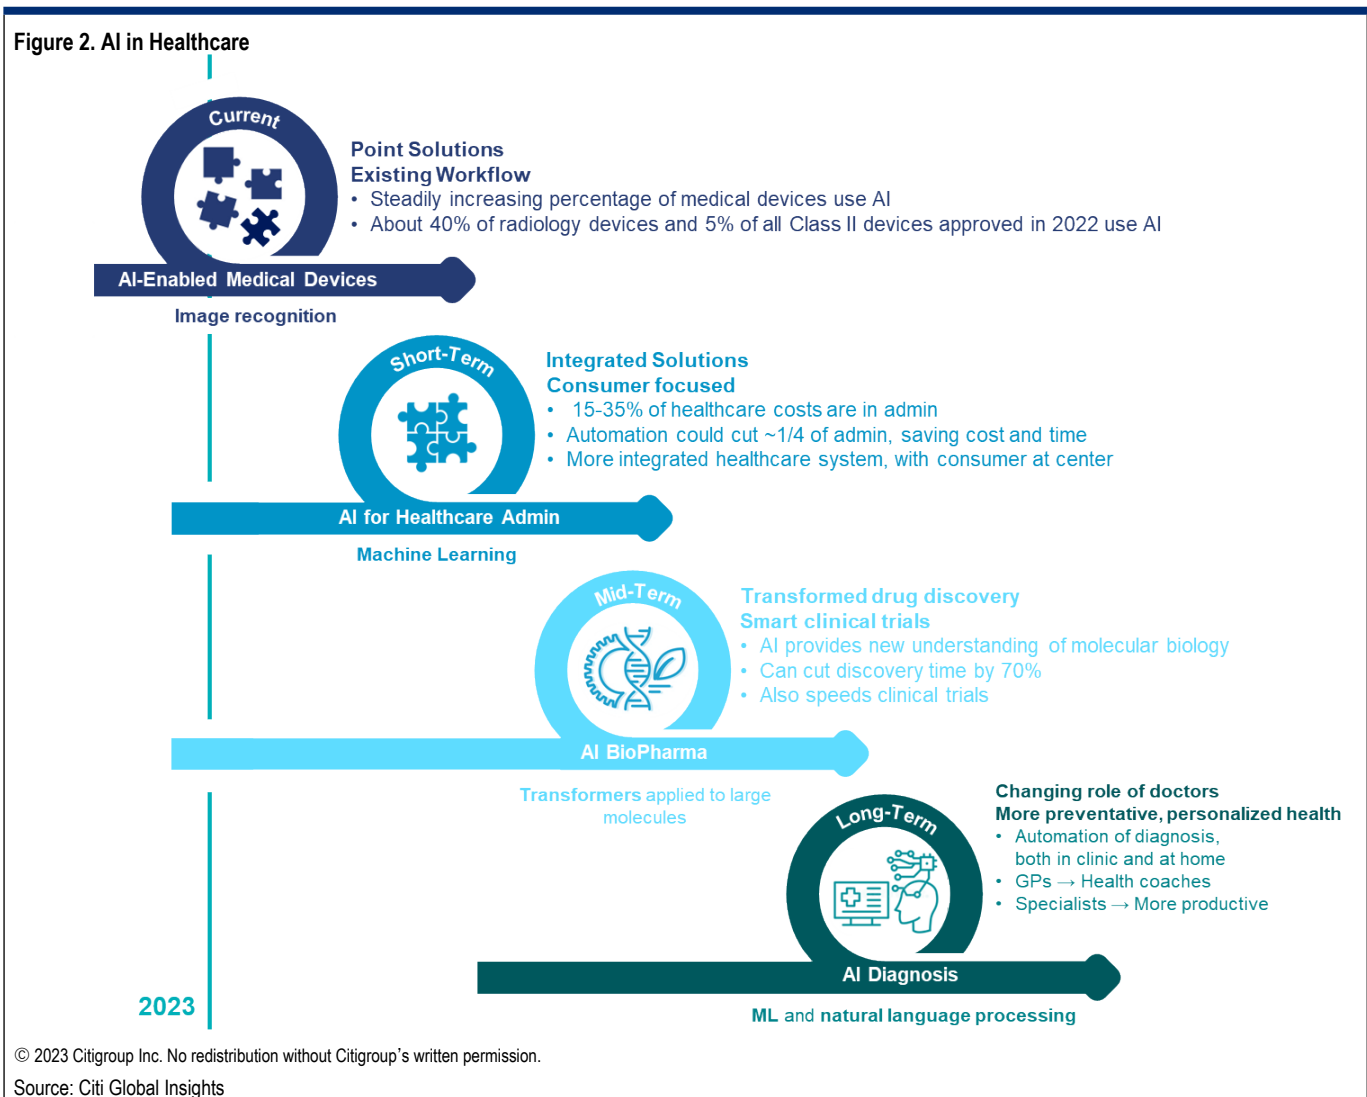 Figure 2. AI in Healthcare
Current
Point Solutions
Existing Workflow
• Steadily increasing percentage of medical devices use AI
• About 40% of radiology devices and 5% of all Class II devices approved in 2022 use AI
AI-Enabled Medical Devices
Image recognition
Short-Term
Integrated Solutions
Consumer focused
• 15-35% of healthcare costs are in admin
• Automation could cut ~1/4 of admin, saving cost and time
• More integrated healthcare system, with consumer at center
AI for Healthcare Admin
Machine Learning
Mid-Term
Transformed drug discovery
Smart clinical trials
• AI provides new understanding of molecular biology
• Can cut discovery time by 70%
• Also speeds clinical trials
AI BioPharma
Transformers applied to large
molecules
Long-Term
Changing role of doctors
More preventative, personalized health
• Automation of diagnosis,
both in clinic and at home
• GPs → Health coaches
• Specialists → More productive
AI Diagnosis
ML and natural language processing
2023
© 2023 Citigroup Inc. No redistribution without Citigroup's written permission.
Source: Citi Global Insights